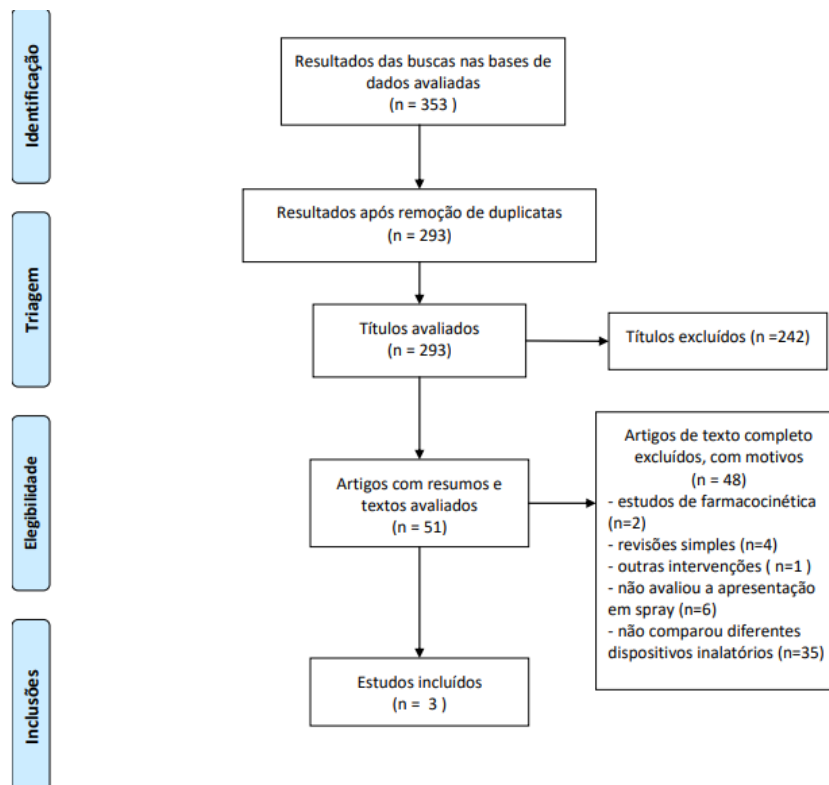 Identificação
Resultados das buscas nas bases de
dados avaliadas
(n = 353 )
Triagem
Resultados após remoção de duplicatas
(n = 293)
Títulos avaliados
(n = 293)
Títulos excluídos (n =242)
Elegibilidade
Artigos com resumos e
textos avaliados
(n = 51)
Artigos de texto completo
excluídos, com motivos
(n = 48)
- estudos de farmacocinética
(n=2)
- revisões simples (n=4)
- outras intervenções ( n=1 )
- não avaliou a apresentação
em spray (n=6)
- não comparou diferentes
dispositivos inalatórios (n=35)
Inclusões
Estudos incluídos
(n =  3 )